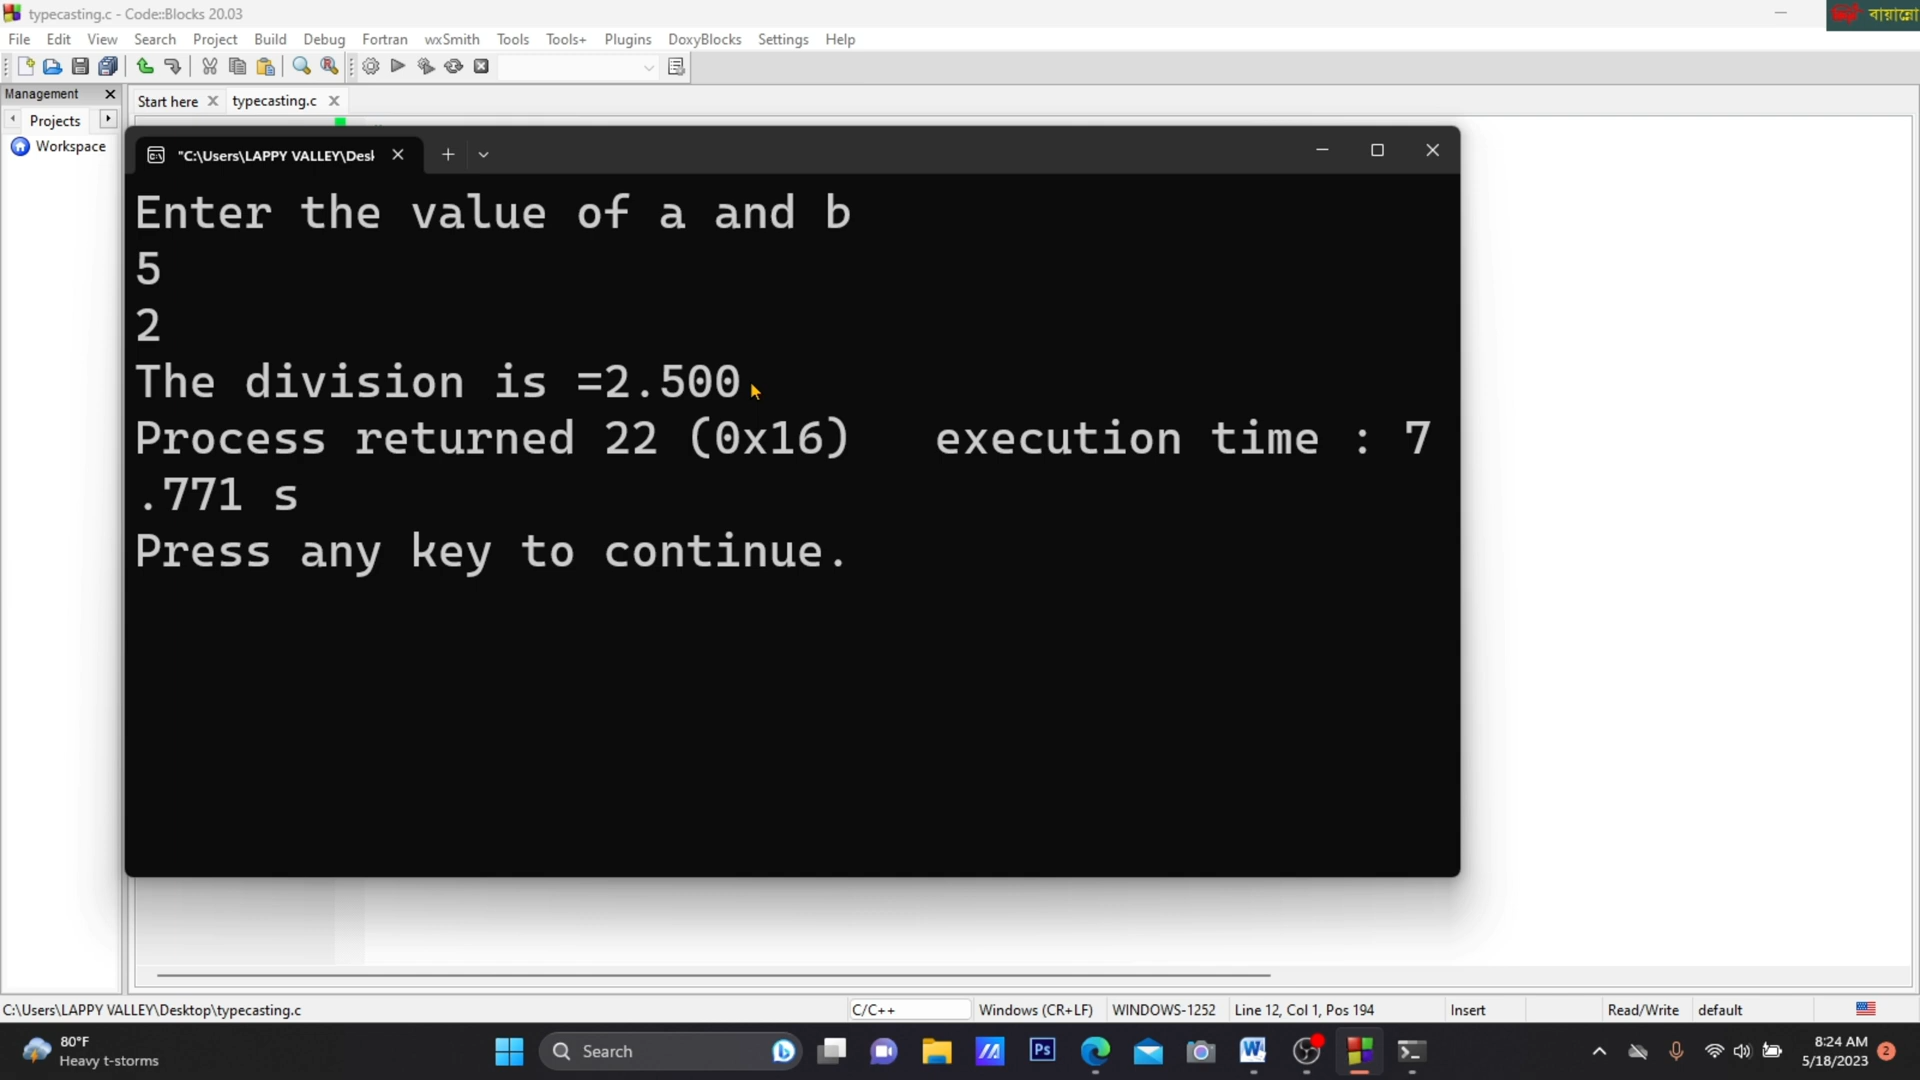 typecasting.c - Code::Blocks 20.03
বায়ান্নো
File Edit View Search Project Build Debug Fortran wxSmith Tools Tools+ Plugins DoxyBlocks Settings Help
Management
Start here typecasting.c
Projects
Workspace
"C:\Users\LAPPY VALLEY\Desk
Enter the value of a and b
5
2
The division is =2.500
Process returned 22 (0x16)   execution time : 7
.771 s
Press any key to continue.
C:\Users\LAPPY VALLEY\Desktop\typecasting.c C/C++ Windows (CR+LF) WINDOWS-1252 Line 12, Col 1, Pos 194 Insert Read/Write default
80°F
Heavy t-storms
Search
Ps
8:24 AM
5/18/2023
2